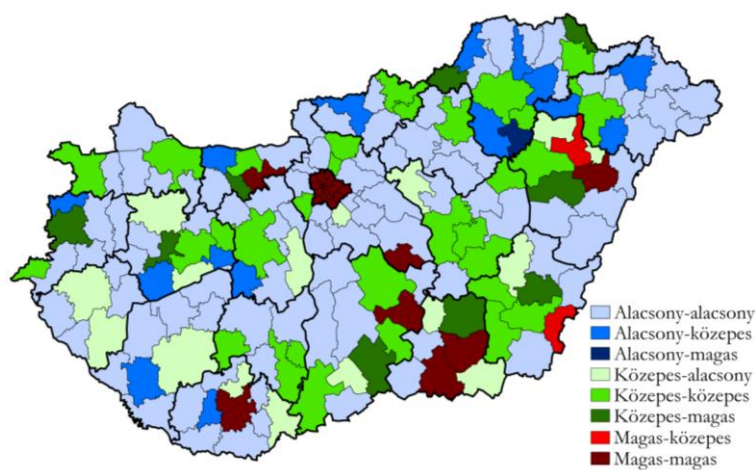 Alacsony-alacsony
Alacsony-közepes
Alacsony-magas
Közepes-alacsony
Közepes-közepes
Közepes-magas
Magas-közepes
Magas-magas